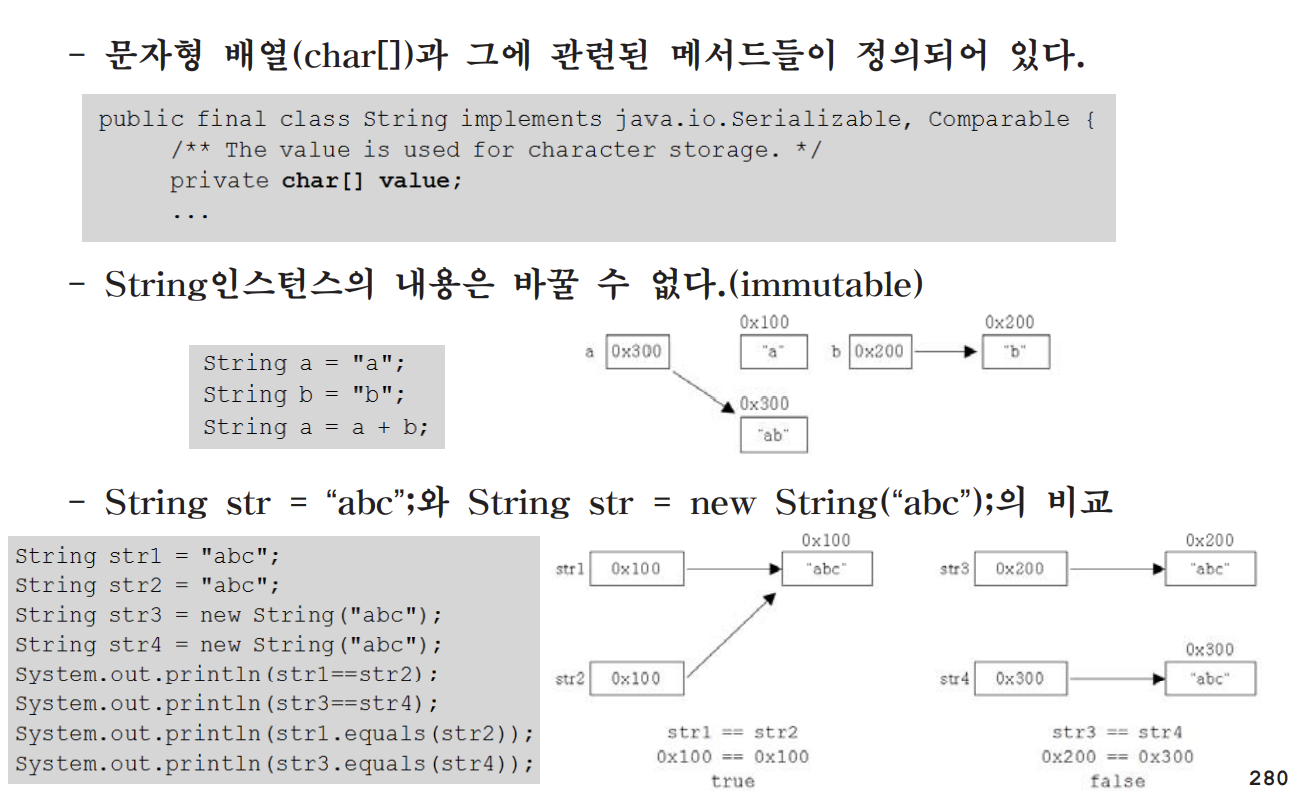 - 문자형 배열(char[])과 그에 관련된 메서드들이 정의되어 있다.
public final class String implements java.io.Serializable, Comparable {
/** The value is used for character storage. */
private char[] value;
...
- String인스턴스의 내용은 바꿀 수 없다.(immutable)
String a = "a";
String b = "b";
String a = a + b;
0x100
0x200
a 0x300
"a"
b 0x200
"b"
0x300
"ab"
- String str = “abc”;와 String str = new String(“abc”);의 비교
String str1 = "abc";
String str2 = "abc";
String str3 = new String("abc");
String str4 = new String("abc");
System.out.println(str1==str2);
System.out.println(str3==str4);
System.out.println(str1.equals(str2));
System.out.println(str3.equals(str4));
0x100
str1 0x100
"abc"
str2 0x100
str1 == str2
0x100 == 0x100
true
0x200
str3 0x200
"abc"
0x300
str4 0x300
"abc"
str3 == str4
0x200 == 0x300
false
280